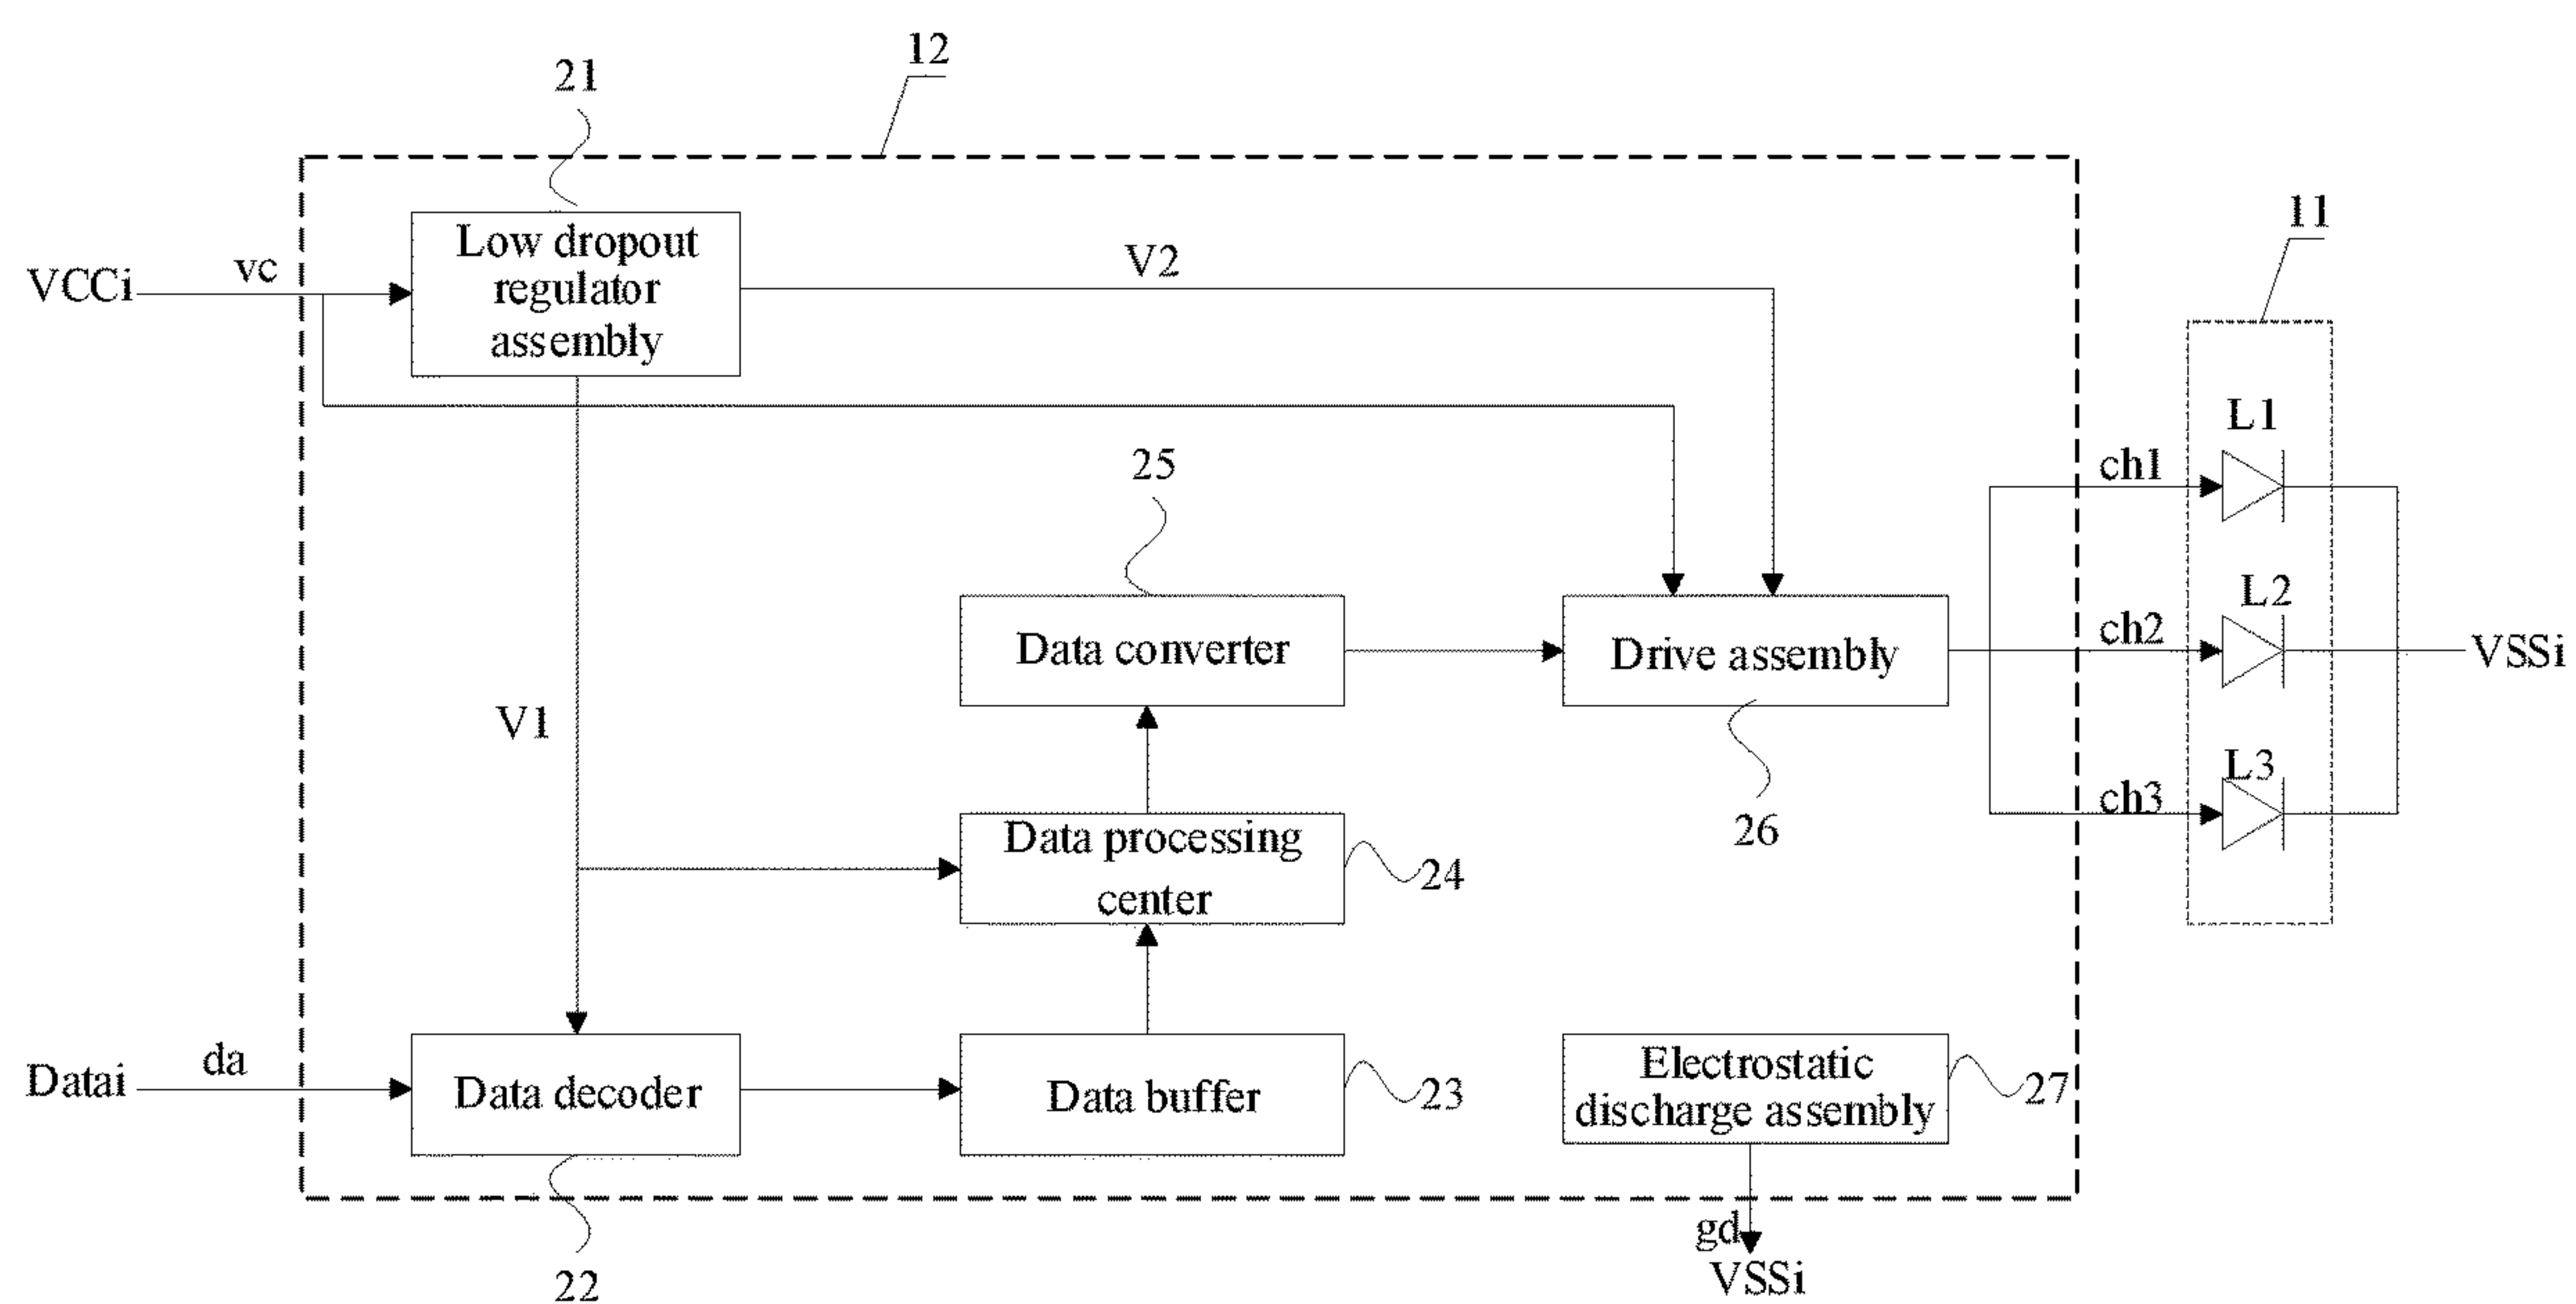 12
21
Low dropout
regulator
assembly
VCCi
vc
V2
11
L1
ch1
25
L2
ch2
Data converter
Drive assembly
VSSi
V1
L3
ch3
26
Data processing
center
24
Datai
da
Data decoder
Data buffer
23
Electrostatic
discharge assembly
27
gd
VSSi
22